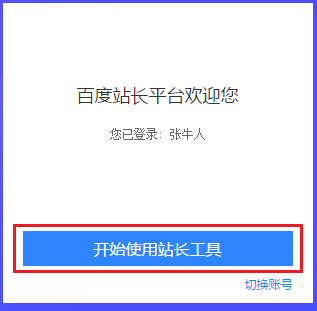 百度站长平台欢迎您
您已登录：张牛人
开始使用站长工具
切换账号